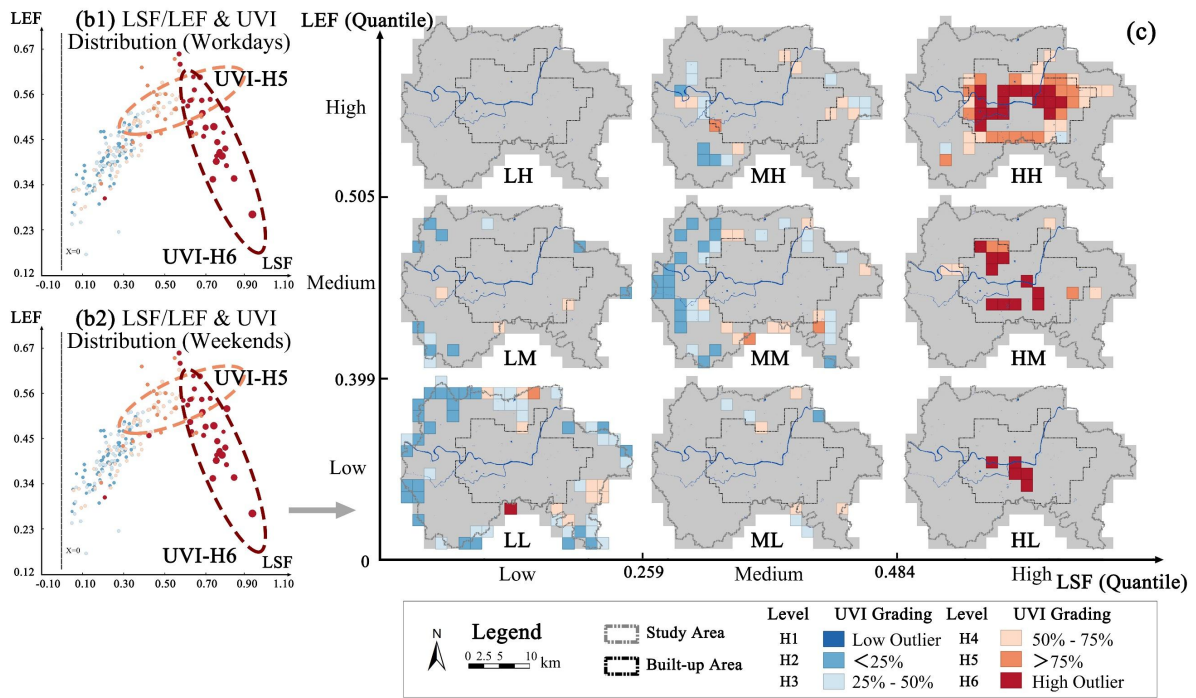 LEF
(b1) LSF/LEF & UVI
Distribution (Workdays)
0.67
0.56
0.45
0.34
0.23
0.12
UVI-H5
UVI-H6
X=0
LSF
-0.10 0.10 0.30 0.50 0.70 0.90 1.10
LEF
(b2) LSF/LEF & UVI
Distribution (Weekends)
0.67
0.56
0.45
0.34
0.23
0.12
UVI-H5
UVI-H6
X=0
LSF
-0.10 0.10 0.30 0.50 0.70 0.90 1.10
LEF (Quantile)
(c)
High
LH
MH
HH
0.505
Medium
LM
MM
HM
0.399
Low
LL
ML
HL
0
Low
0.259
Medium
0.484
High
LSF (Quantile)
N
Legend
0 2.5 5 10 km
Study Area
Built-up Area
Level UVI Grading Level UVI Grading
H1 Low Outlier H4 50% - 75%
H2 <25% H5 >75%
H3 25% - 50% H6 High Outlier